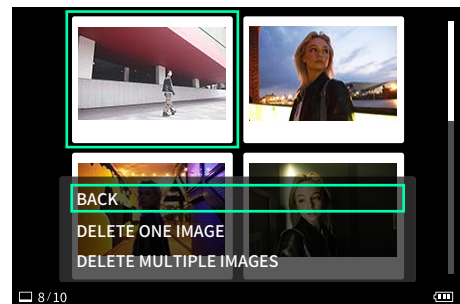 BACK
DELETE ONE IMAGE
DELETE MULTIPLE IMAGES
8/10